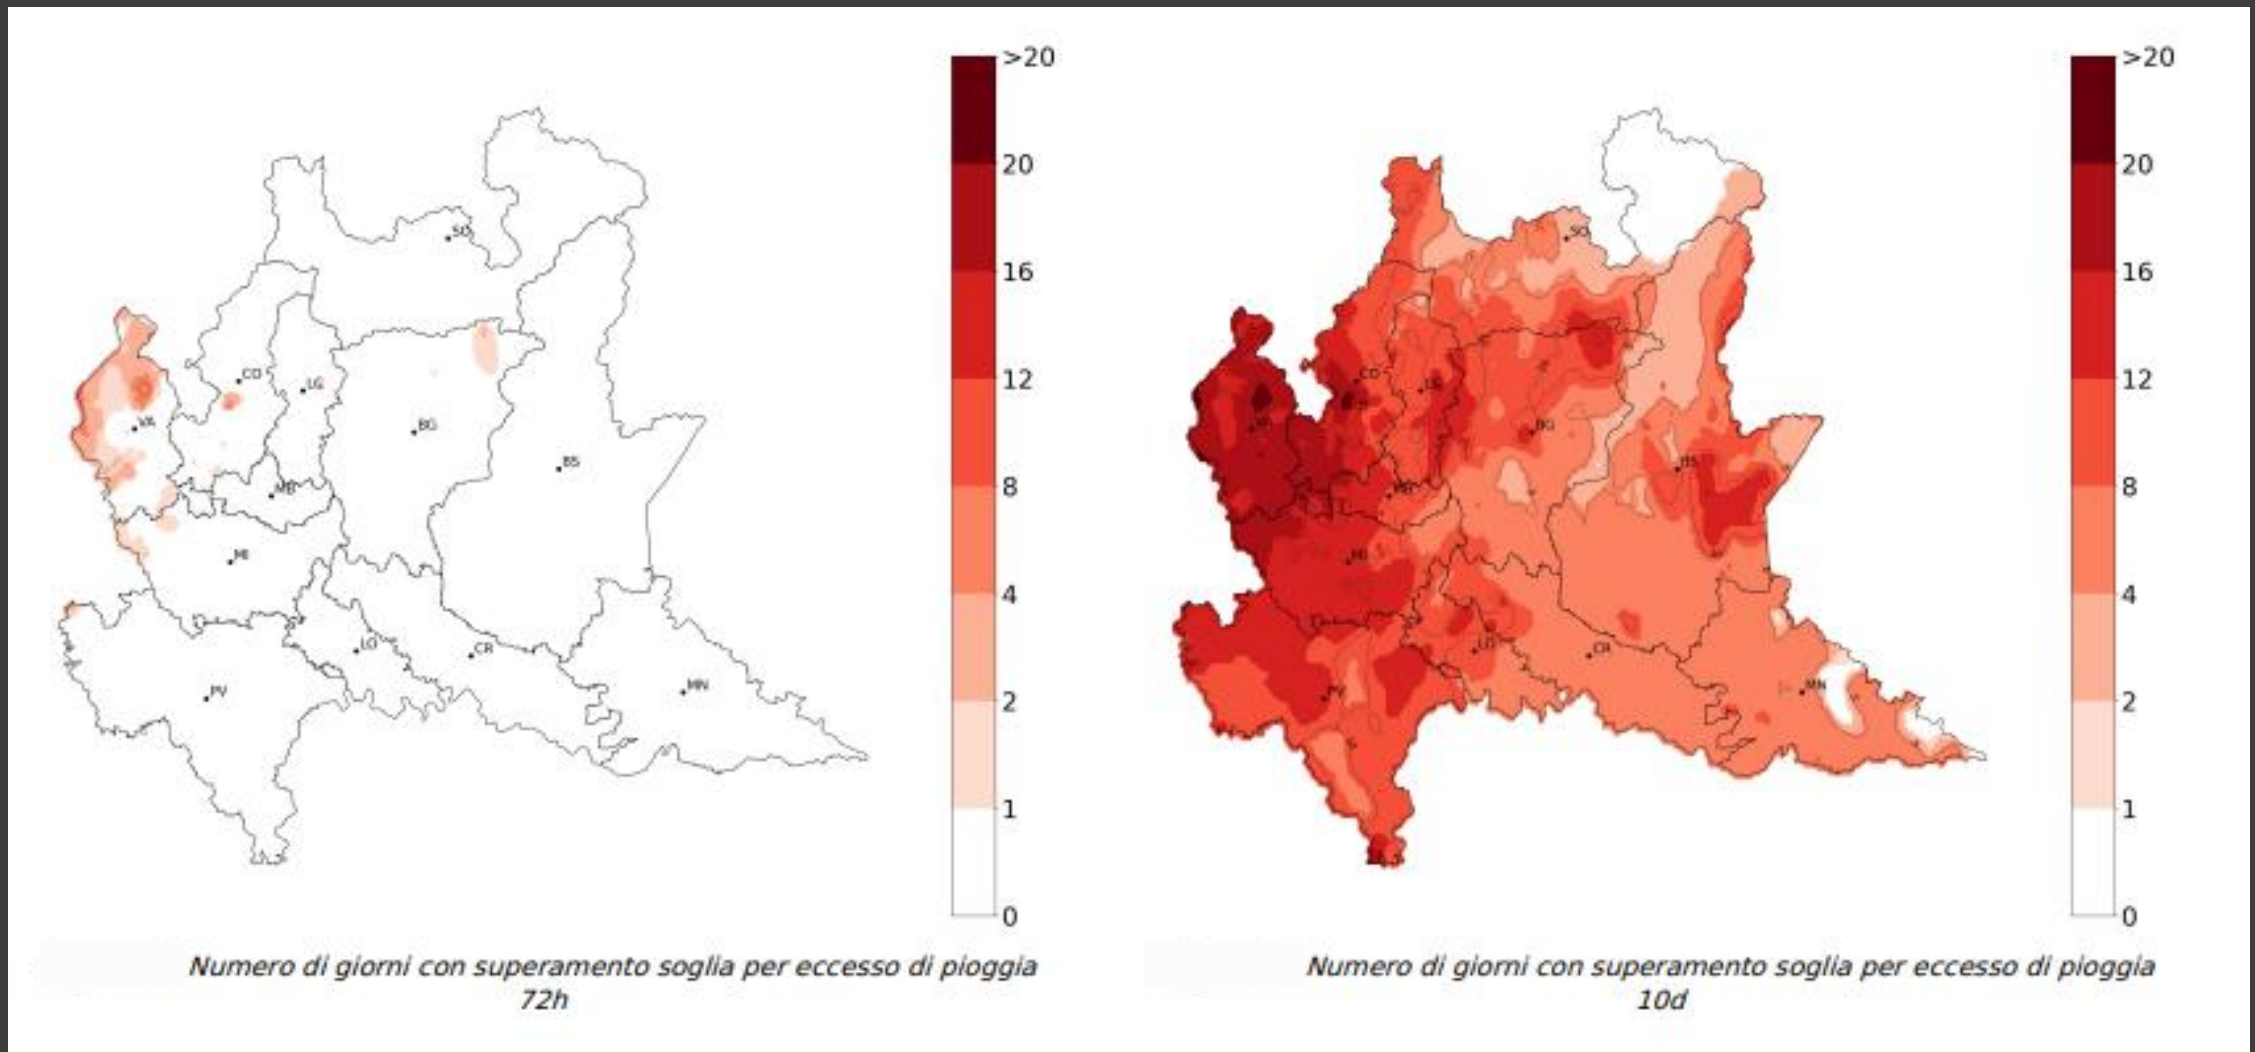 >20
20
16
12
8
4
2
1
0
SO
CO
LC
VA
BG
BS
MB
MI
LO
CR
PV
MN
Numero di giorni con superamento soglia per eccesso di pioggia
72h
>20
20
16
12
8
4
2
1
0
SO
CO
LC
VA
BG
BS
MB
MI
LO
CR
PV
MN
Numero di giorni con superamento soglia per eccesso di pioggia
10d